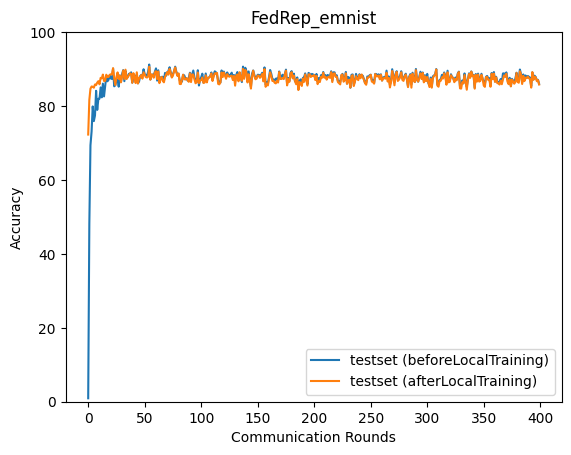 FedRep_emnist
Accuracy
100
80
60
40
20
0
0 50 100 150 200 250 300 350 400
Communication Rounds
testset (beforeLocalTraining)
testset (afterLocalTraining)